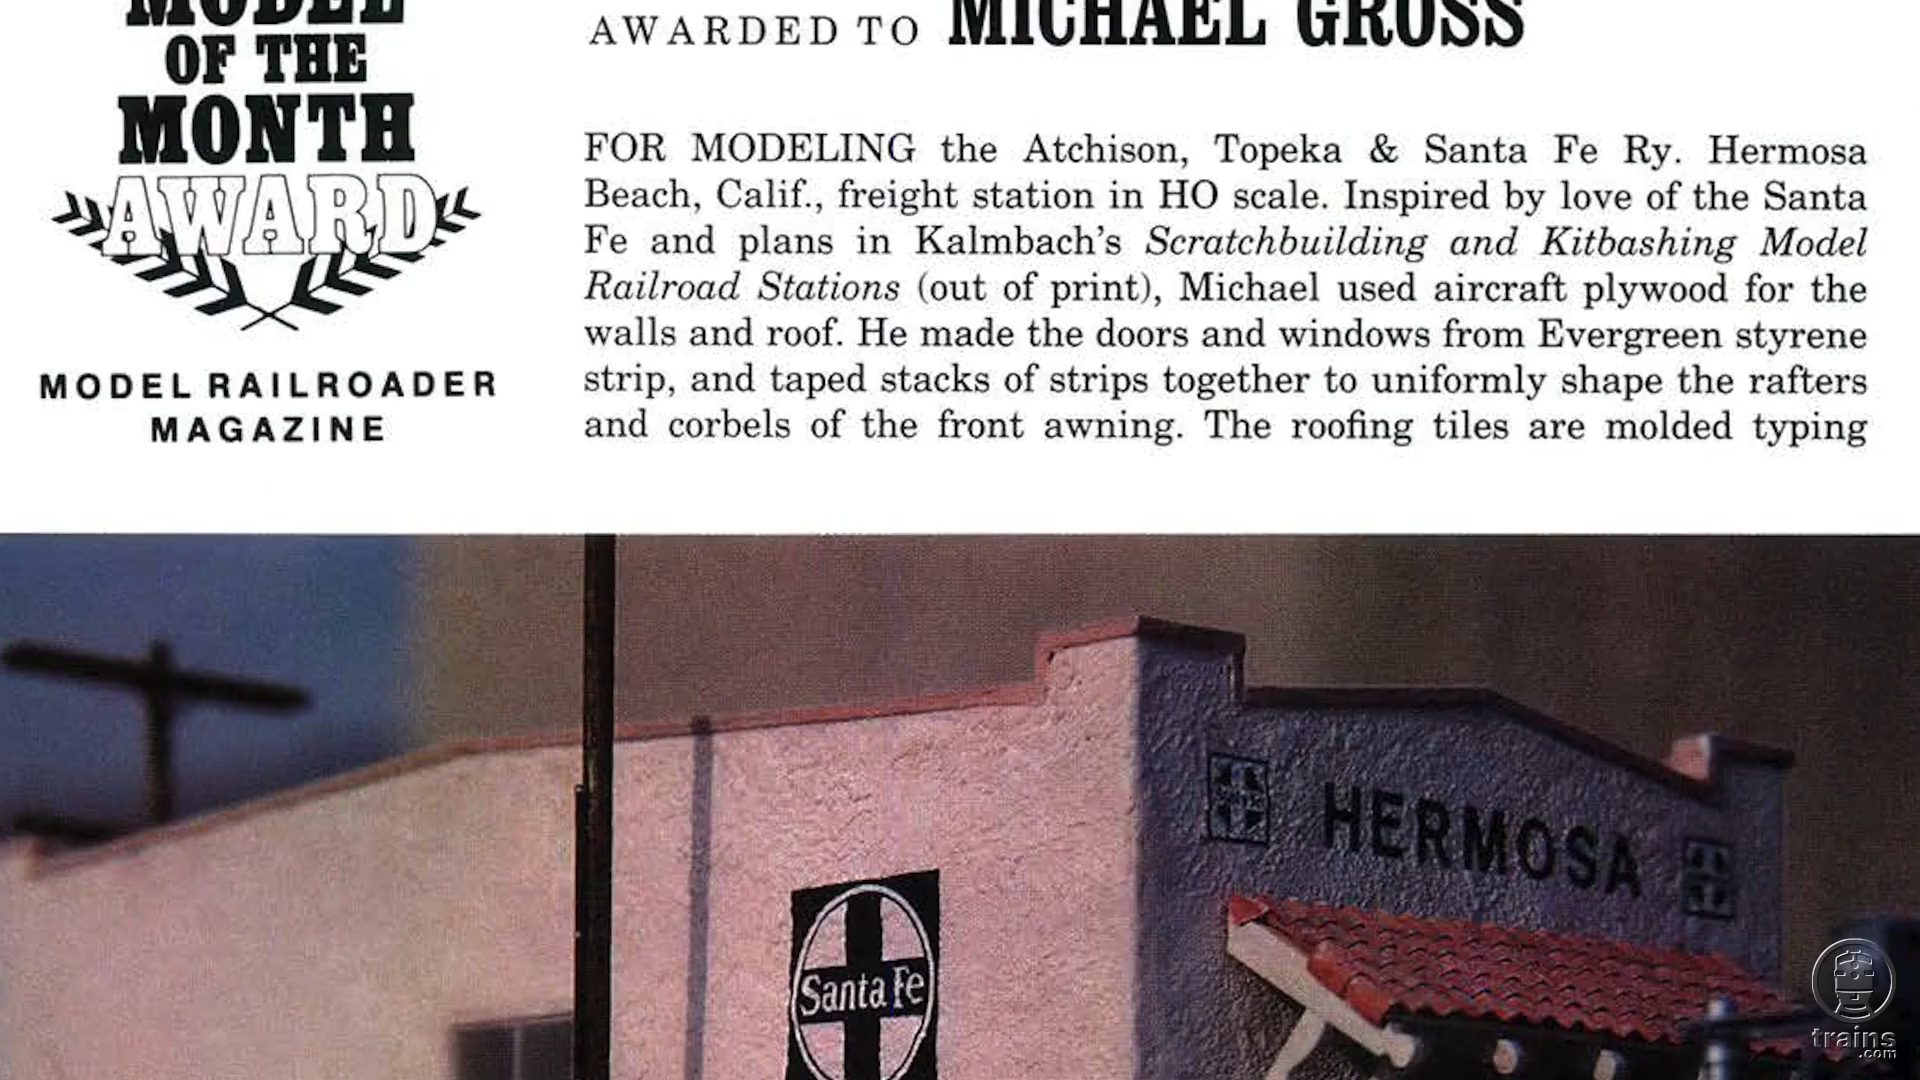 MODEL
OF THE
MONTH
AWARD
MODEL RAILROADER
MAGAZINE
AWARDED TO MICHAEL GROSS
FOR MODELING the Atchison, Topeka & Santa Fe Ry. Hermosa
Beach, Calif., freight station in HO scale. Inspired by love of the Santa
Fe and plans in Kalmbach's Scratchbuilding and Kitbashing Model
Railroad Stations (out of print), Michael used aircraft plywood for the
walls and roof. He made the doors and windows from Evergreen styrene
strip, and taped stacks of strips together to uniformly shape the rafters
and corbels of the front awning. The roofing tiles are molded typing
HERMOSA
Santa Fe
trains
.com